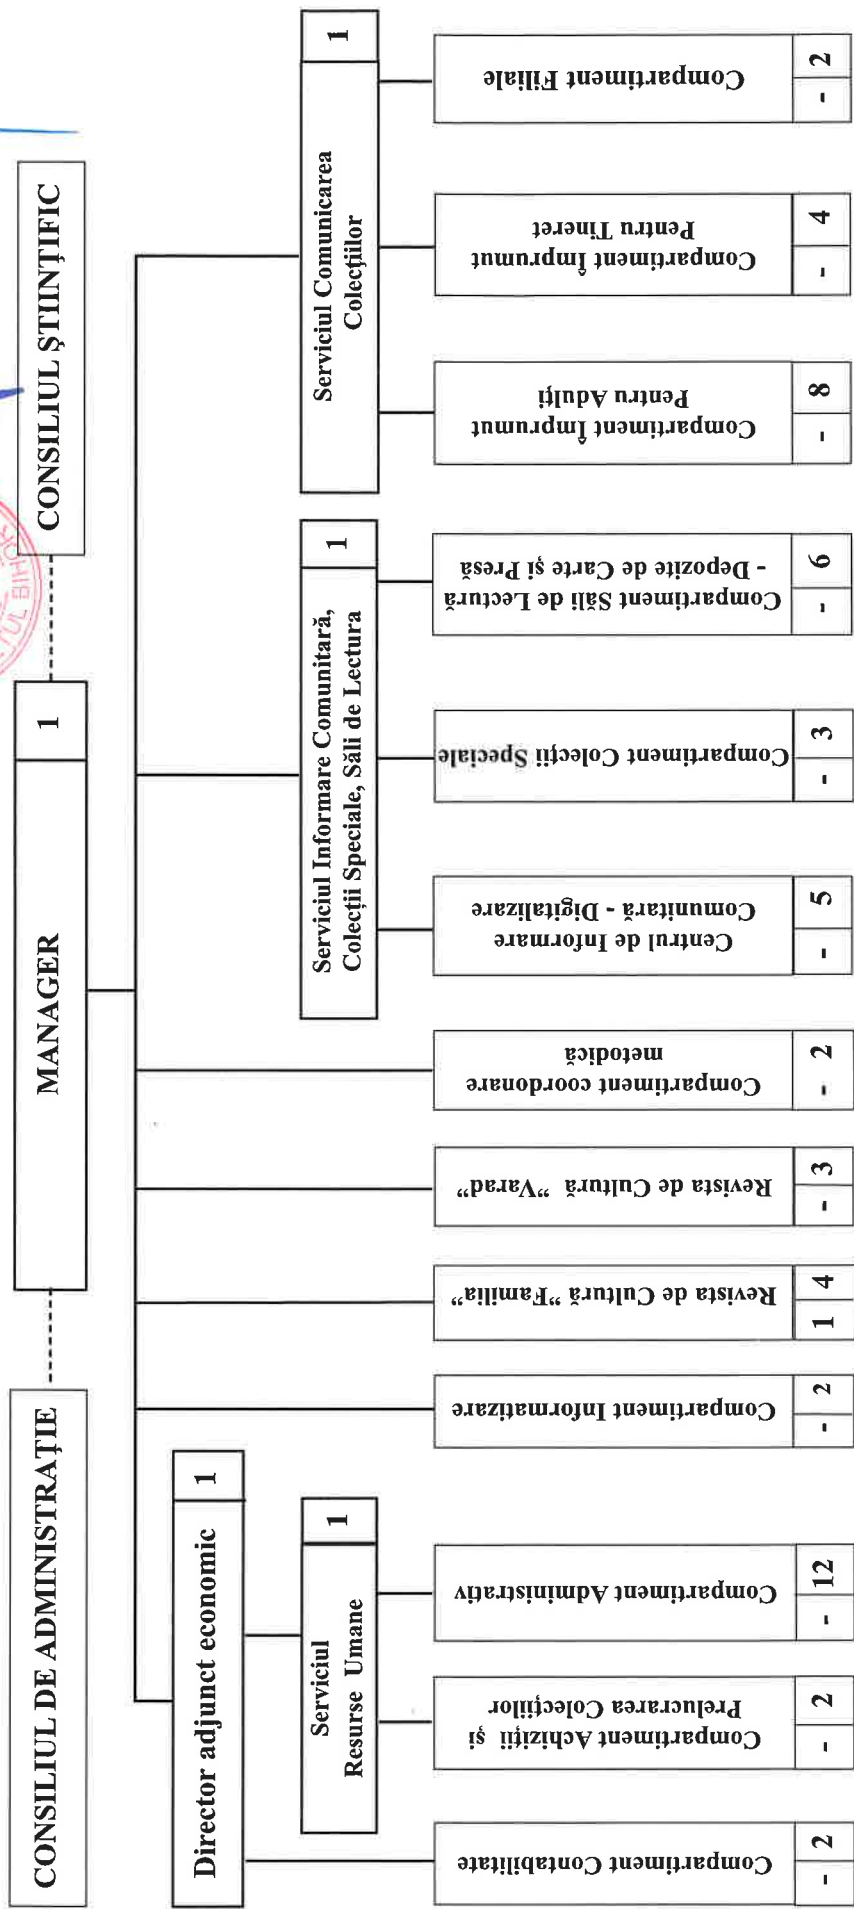 CONSILIUL DE ADMINISTRAȚIE
MANAGER
1
CONSILIUL ȘTIINȚIFIC
TUL BIHOR
Director adjunct economic
1
Serviciul
Resurse Umane
1
Serviciul Informare Comunitară,
Colecții Speciale, Săli de Lectura
1
Serviciul Comunicarea
Colecțiilor
1
Compartiment Contabilitate
- 2
Compartiment Achiziții și
Prelucrarea Colecțiilor
- 2
Compartiment Administrativ
- 12
Compartiment Informatizare
- 2
Revista de Cultură ”Familia”
1 4
Revista de Cultură ”Varad”
- 3
Compartiment coordonare
metodică
- 2
Centrul de Informare
Comunitară - Digitalizare
- 5
Compartiment Colecții Speciale
- 3
Compartiment Săli de Lectură
- Depozite de Carte și Presă
- 6
Compartiment Împrumut
Pentru Adulți
- 8
Compartiment Împrumut
Pentru Tineret
- 4
Compartiment Filiale
- 2